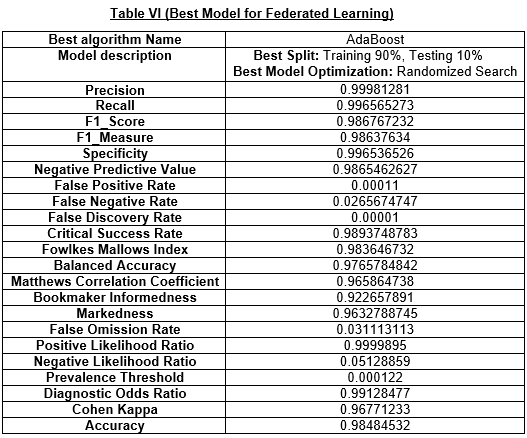 Table VI (Best Model for Federated Learning)
Best algorithm Name AdaBoost
Model description Best Split: Training 90%, Testing 10%
Best Model Optimization: Randomized Search
Precision 0.99981281
Recall 0.996565273
F1_Score 0.986767232
F1_Measure 0.98637634
Specificity 0.996536526
Negative Predictive Value 0.9865462627
False Positive Rate 0.00011
False Negative Rate 0.0265674747
False Discovery Rate 0.00001
Critical Success Rate 0.9893748783
Fowlkes Mallows Index 0.983646732
Balanced Accuracy 0.9765784842
Matthews Correlation Coefficient 0.965864738
Bookmaker Informedness 0.922657891
Markedness 0.9632788745
False Omission Rate 0.031113113
Positive Likelihood Ratio 0.9999895
Negative Likelihood Ratio 0.05128859
Prevalence Threshold 0.000122
Diagnostic Odds Ratio 0.99128477
Cohen Kappa 0.96771233
Accuracy 0.98484532